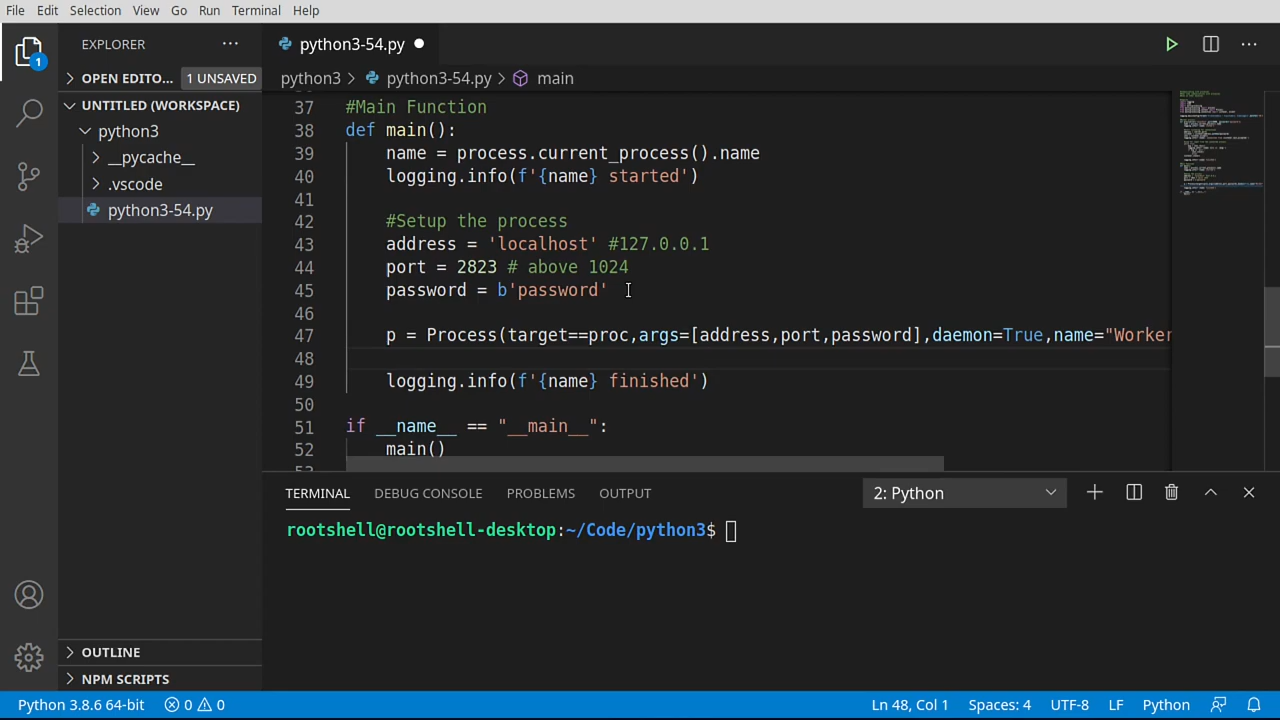 File Edit Selection View Go Run Terminal Help
EXPLORER ···
python3-54.py
OPEN EDITO... 1 UNSAVED
python3 > python3-54.py > main
UNTITLED (WORKSPACE)
python3
__pycache__
.vscode
python3-54.py
37 #Main Function
38 def main():
39 name = process.current_process().name
40 logging.info(f'{name} started')
41
42 #Setup the process
43 address = 'localhost' #127.0.0.1
44 port = 2823 # above 1024
45 password = b'password'
46
47 p = Process(target==proc,args=[address,port,password],daemon=True,name="Worker
48
49 logging.info(f'{name} finished')
50
51 if __name__ == "__main__":
52 main()
TERMINAL DEBUG CONSOLE PROBLEMS OUTPUT 2: Python
rootshell@rootshell-desktop:~/Code/python3$
OUTLINE
NPM SCRIPTS
1
Python 3.8.6 64-bit 0 0 Ln 48, Col 1 Spaces: 4 UTF-8 LF Python